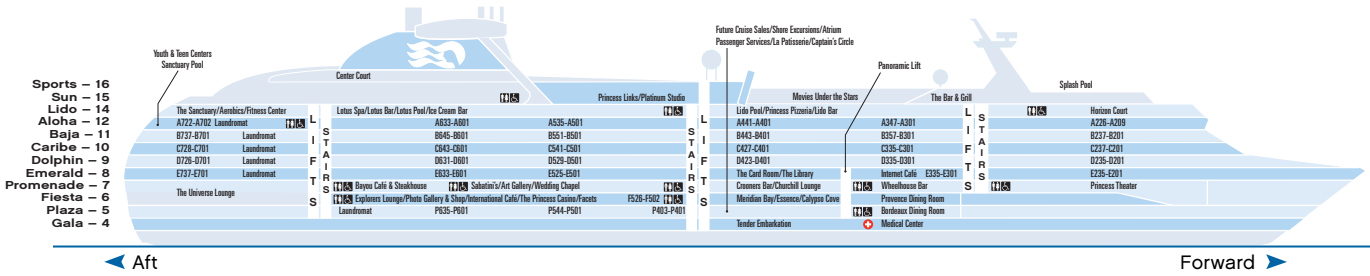 Future Cruise Sales/Shore Excursions/Atrium
Passenger Services/La Patisserie/Captain's Circle
Youth & Teen Centers
Sanctuary Pool
Panoramic Lift
Center Court
Splash Pool
Sports – 16
Sun – 15
Princess Links/Platinum Studio
Movies Under the Stars
The Bar & Grill
Lido – 14
The Sanctuary/Aerobics/Fitness Center
Lotus Spa/Lotus Bar/Lotus Pool/Ice Cream Bar
Lido Pool/Princess Pizzeria/Lido Bar
Horizon Court
Aloha – 12
A722-A702 Laundromat
A633-A601
A535-A501
A441-A401
A347-A301
A226-A209
Baja – 11
B737-B701
Laundromat
B645-B601
B551-B501
B443-B401
B357-B301
B237-B201
Caribe – 10
C728-C701
Laundromat
C643-C601
C541-C501
C427-C401
C335-C301
C237-C201
Dolphin – 9
D726-D701
Laundromat
D631-D601
D529-D501
D423-D401
D335-D301
D235-D201
Emerald – 8
E737-E701
Laundromat
E633-E601
E525-E501
The Card Room/The Library
Internet Café
E335-E301
E235-E201
Promenade – 7
The Universe Lounge
Bayou Café & Steakhouse
Sabatini's/Art Gallery/Wedding Chapel
Crooners Bar/Churchill Lounge
Wheelhouse Bar
Princess Theater
Fiesta – 6
Explorers Lounge/Photo Gallery & Shop/International Café/The Princess Casino/Facets
F526-F502
Meridian Bay/Essence/Calypso Cove
Provence Dining Room
Plaza – 5
Laundromat
P635-P601
P544-P501
P403-P401
Bordeaux Dining Room
Gala – 4
Tender Embarkation
Medical Center
LIFTS
STAIRS
STAIRS
LIFTS
LIFTS
STAIRS
Aft
Forward